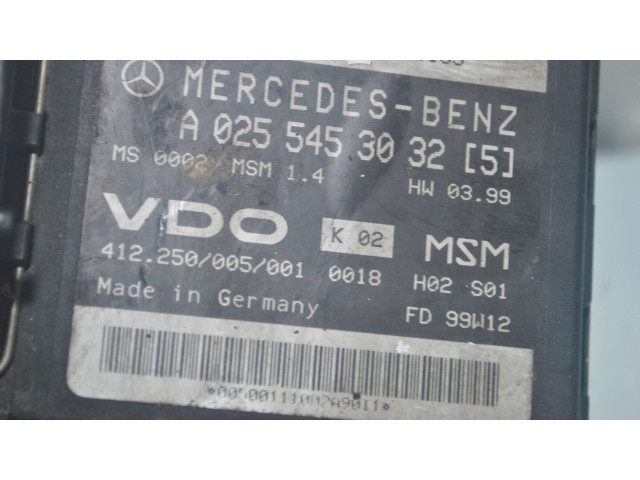 MERCEDES-BENZ
A 025 545 30 32 [5]
MS 0002 MSM 1.4 HW 03.99
VDO K 02 MSM
412.250/005/001 0018 H02 S01
Made in Germany FD 99W12